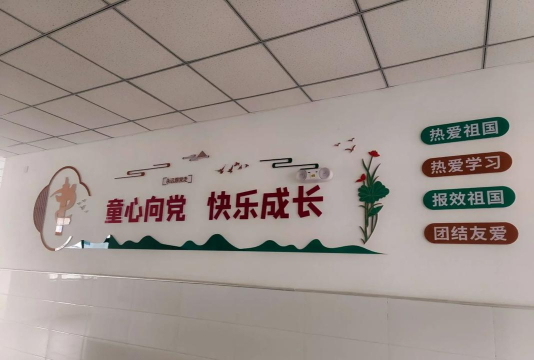 童心向党 快乐成长
热爱祖国
热爱学习
报效祖国
团结友爱